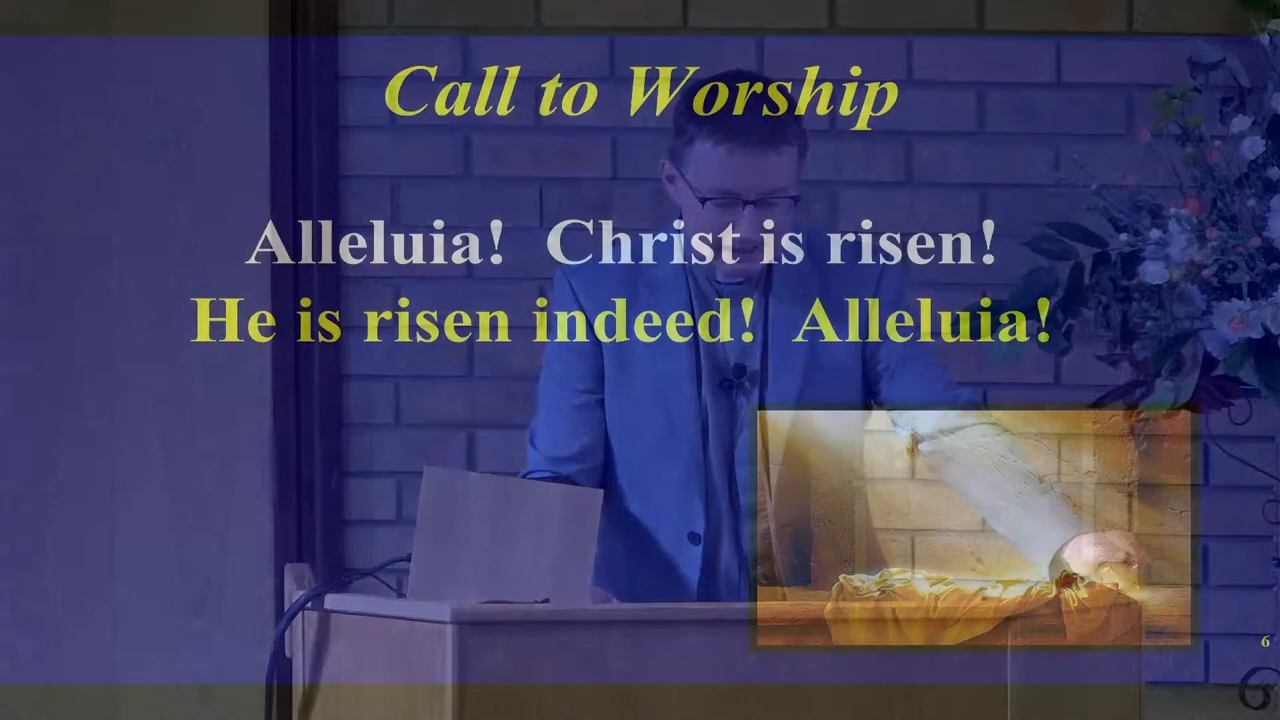 Call to Worship
Alleluia!  Christ is risen!
He is risen indeed!  Alleluia!
6